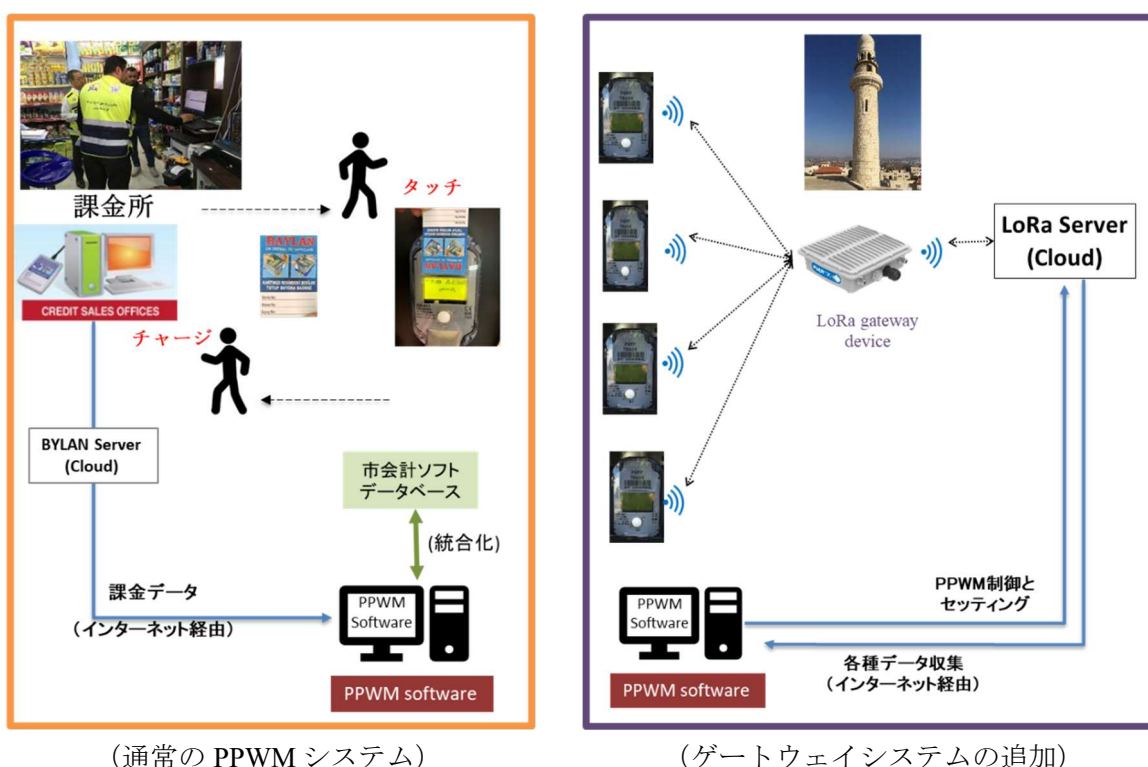 課金所
タッチ
BAYLAN
CREDIT SALES OFFICES
チャージ
BYLAN Server
(Cloud)
市会計ソフト
データベース
(統合化)
課金データ
(インターネット経由)
PPWM
Software
PPWM software
(通常の PPWM システム)
LoRa Server
(Cloud)
LoRa gateway
device
PPWM制御と
セッティング
PPWM
Software
各種データ収集
(インターネット経由)
PPWM software
(ゲートウェイシステムの追加)